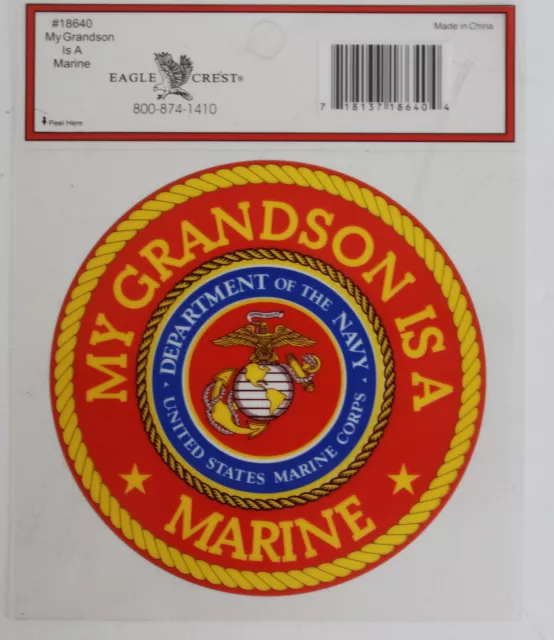 #18640
My Grandson
Is A
Marine
Peel Here
EAGLE CREST®
800-874-1410
Made in China
7 18137 18640 4
MY GRANDSON IS A
MARINE
DEPARTMENT OF THE NAVY
UNITED STATES MARINE CORPS